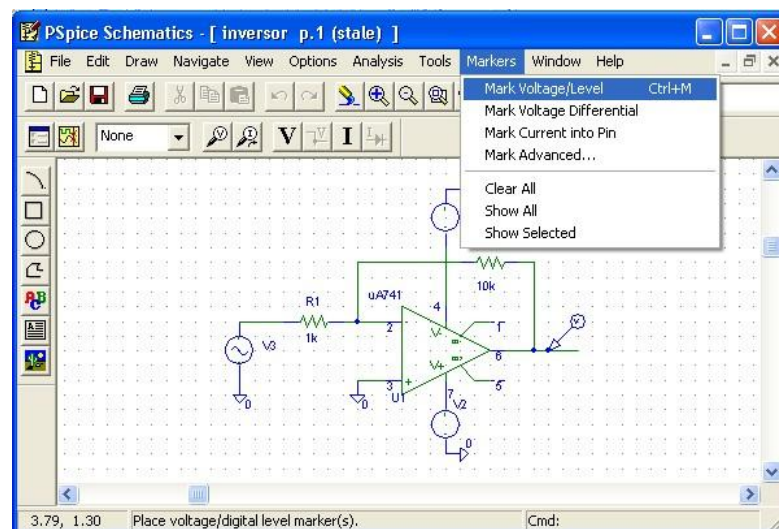 PSpice Schematics - [ inversor p.1 (stale) ]
File Edit Draw Navigate View Options Analysis Tools Markers Window Help
Mark Voltage/Level Ctrl+M
Mark Voltage Differential
Mark Current into Pin
Mark Advanced...
Clear All
Show All
Show Selected
None V I
10k
uA741
R1
4
V
1k
2
V-
1
V3
6
V+
3
5
0
0
U1
7
V2
0
3.79, 1.30 Place voltage/digital level marker(s). Cmd: